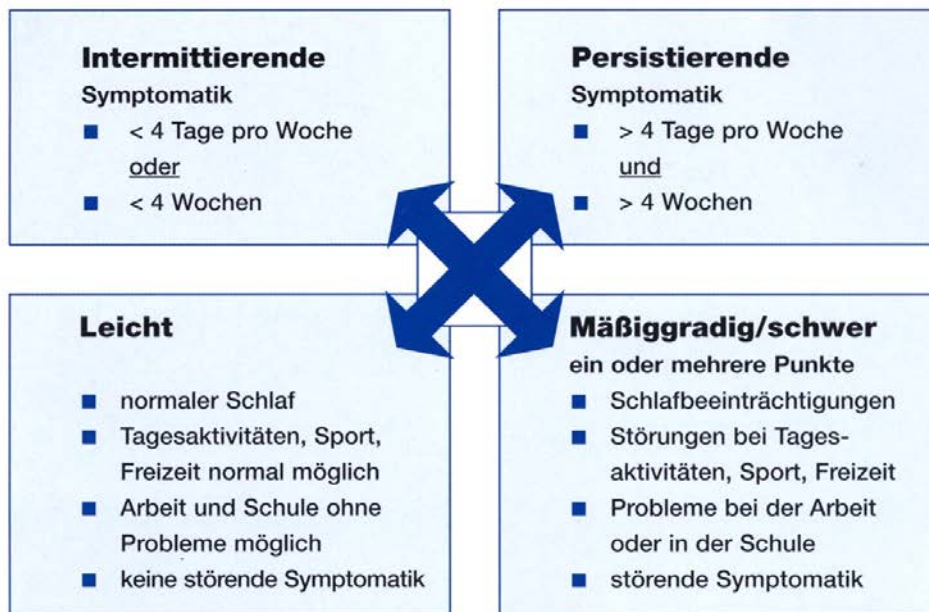 Intermittierende
Symptomatik
■ < 4 Tage pro Woche
oder
■ < 4 Wochen
Persistierende
Symptomatik
■ > 4 Tage pro Woche
und
■ > 4 Wochen
Leicht
■ normaler Schlaf
■ Tagesaktivitäten, Sport,
Freizeit normal möglich
■ Arbeit und Schule ohne
Probleme möglich
■ keine störende Symptomatik
Mäßiggradig/schwer
ein oder mehrere Punkte
■ Schlafbeeinträchtigungen
■ Störungen bei Tages-
aktivitäten, Sport, Freizeit
■ Probleme bei der Arbeit
oder in der Schule
■ störende Symptomatik